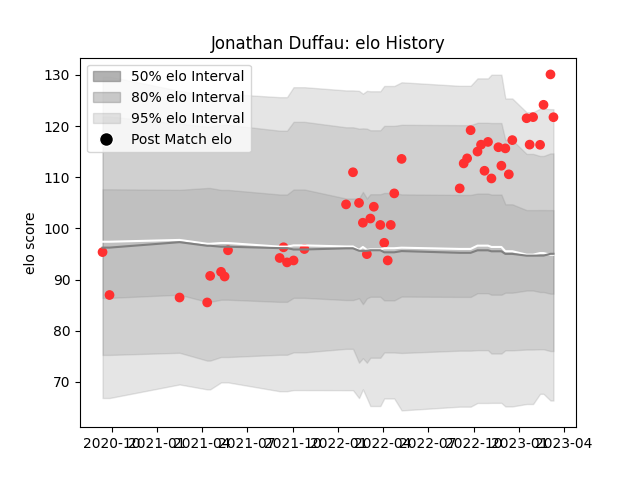 Jonathan Duffau: elo History
50% elo Interval
80% elo Interval
95% elo Interval
Post Match elo
elo score
130
120
110
100
90
80
70
2020-10 2021-01 2021-04 2021-07 2021-10 2022-01 2022-04 2022-07 2022-10 2023-01 2023-04